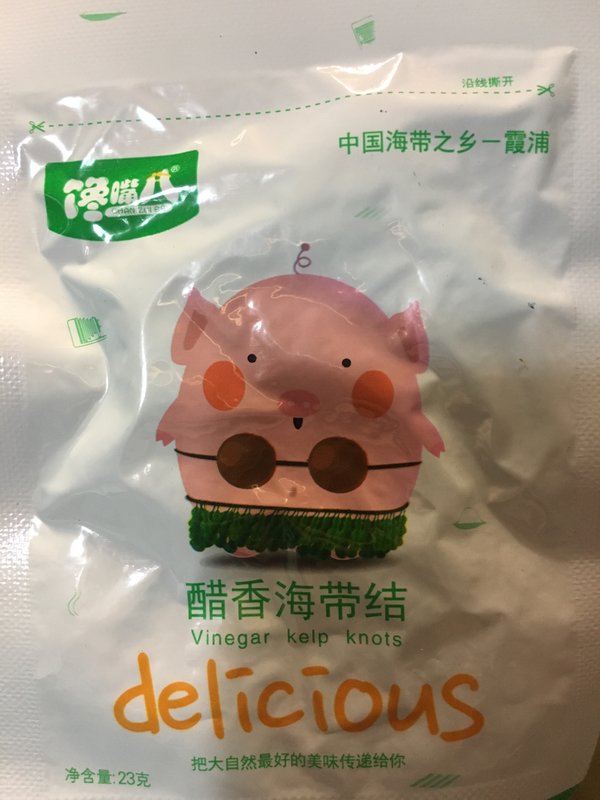 沿线撕开
中国海带之乡－霞浦
馋嘴八®
醋香海带结
Vinegar kelp knots
delicious
把大自然最好的美味传递给你
净含量:23克